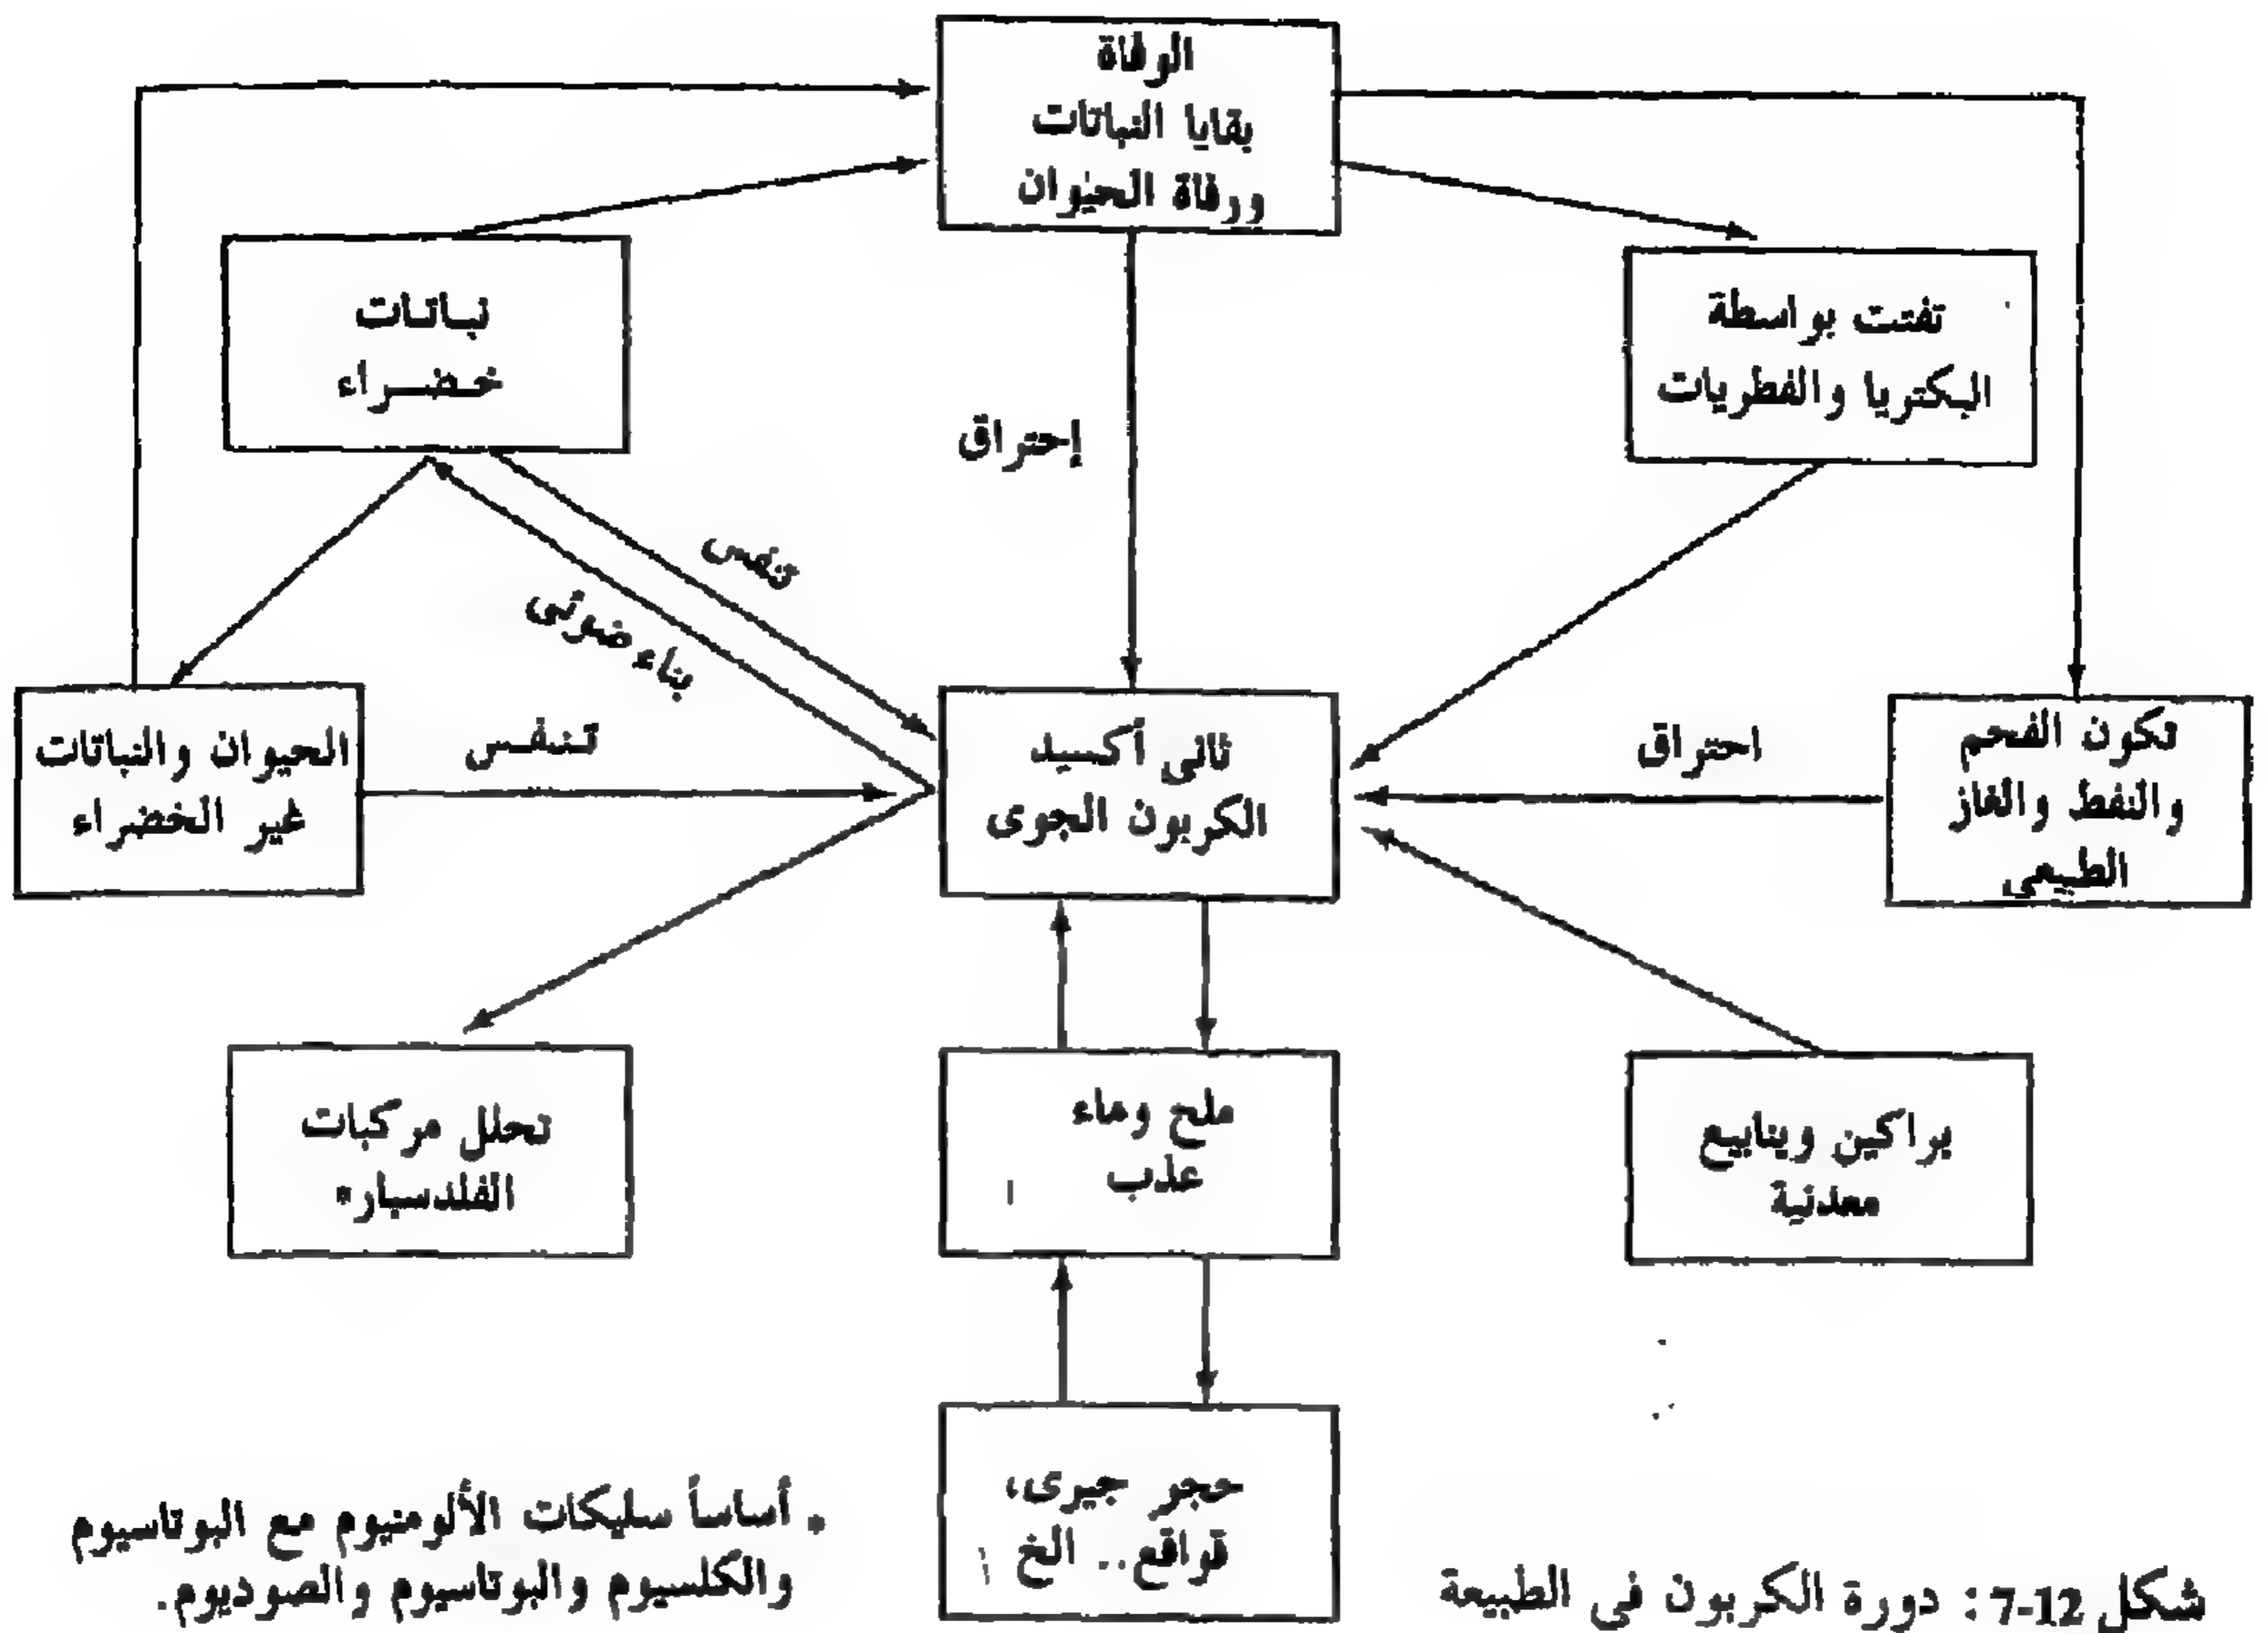 الوفاة
بقايا النباتات
ورفاة الحيوان
نباتات
خضراء
تفتت بواسطة
البكتريا والفطريات
إحتراق
تنفس
بناء ضوئى
الحيوان والنباتات
غير الخضراء
تنفس
ثانى أكسيد
الكربون الجوى
احتراق
تكون الفحم
والنفط والغاز
الطبيعى
تحلل مركبات
الفلدسبار*
ملح وماء
عذب
براكين وينابيع
معدنية
حجر جيرى،
قواقع.. الخ
* أساساً سليكات الألومنيوم مع البوتاسيوم
والكلسيوم والبوتاسيوم والصوديوم.
شكل 12-7: دورة الكربون فى الطبيعة